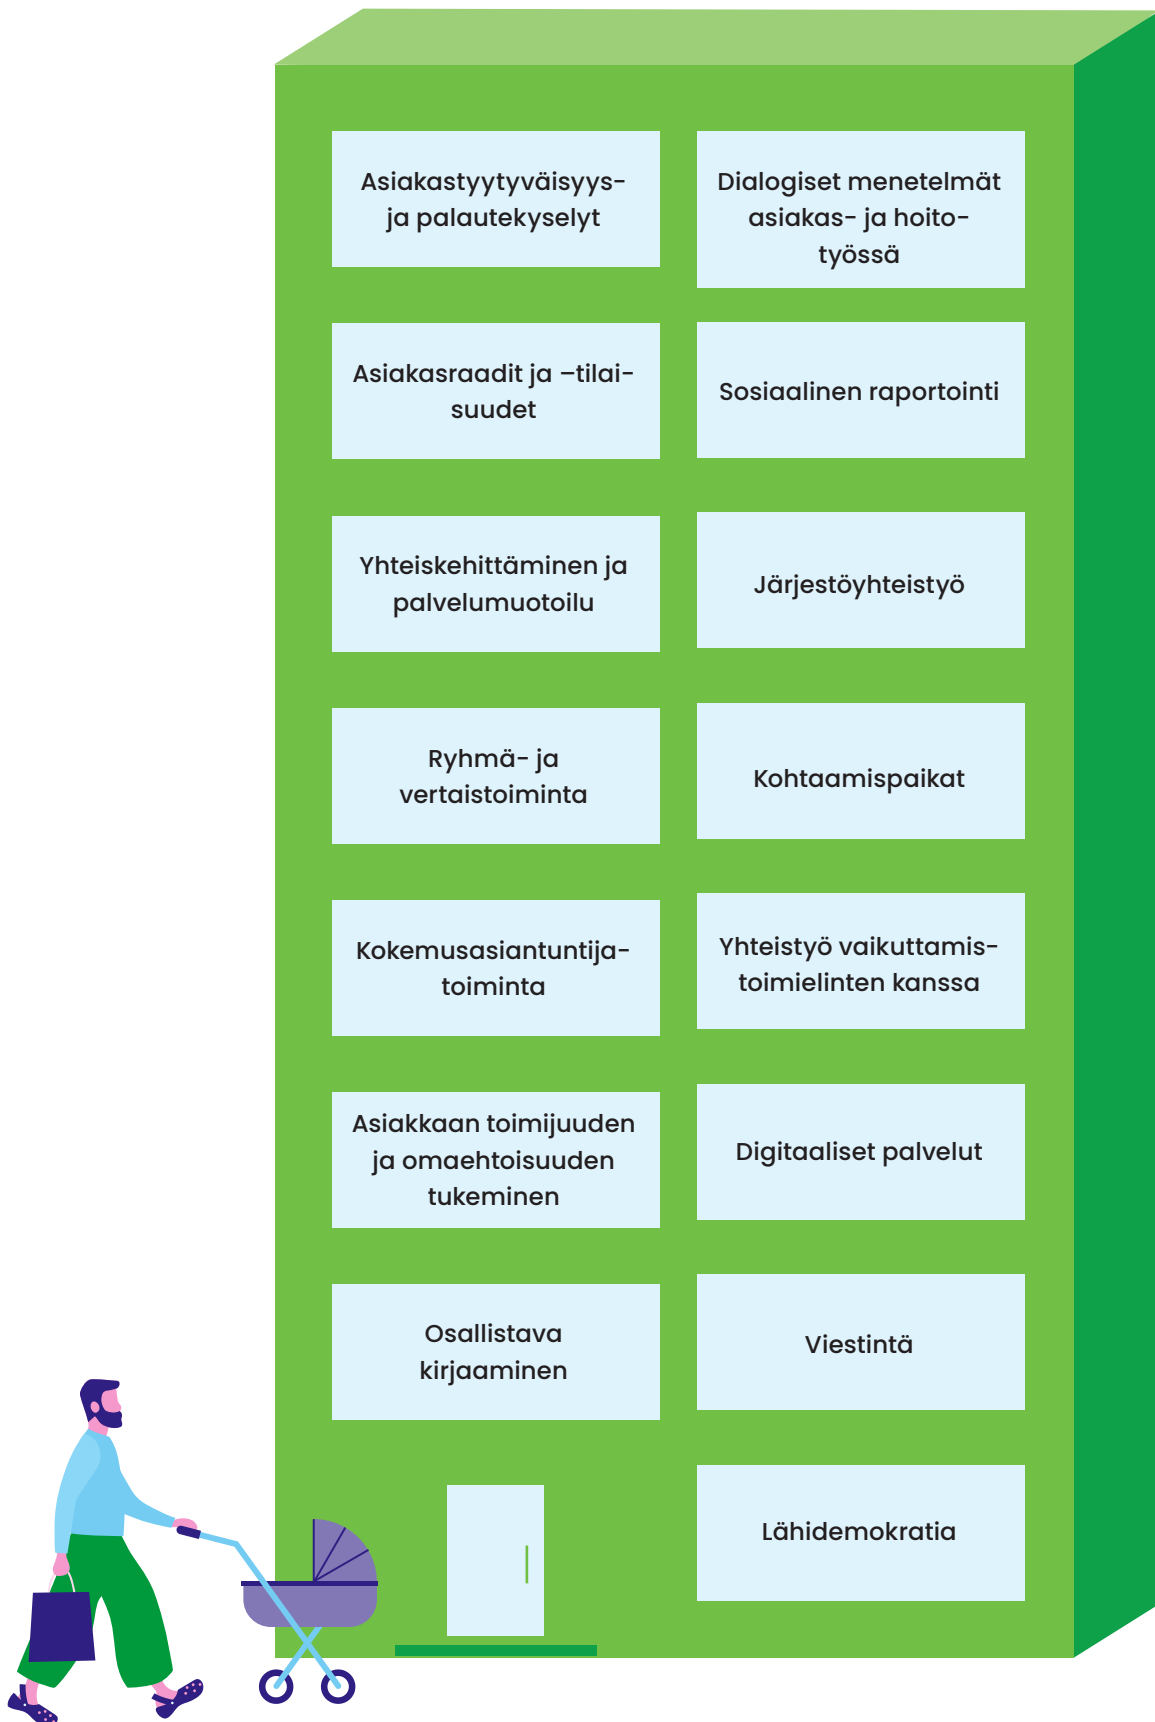 Asiakastyytyväisyys-
ja palautekyselyt
Asiakasraadit ja –tilai-
suudet
Yhteiskehittäminen ja
palvelumuotoilu
Ryhmä- ja
vertaistoiminta
Kokemusasiantuntija-
toiminta
Asiakkaan toimijuuden
ja omaehtoisuuden
tukeminen
Osallistava
kirjaaminen
Dialogiset menetelmät
asiakas- ja hoito-
työssä
Sosiaalinen raportointi
Järjestöyhteistyö
Kohtaamispaikat
Yhteistyö vaikuttamis-
toimielinten kanssa
Digitaaliset palvelut
Viestintä
Lähidemokratia